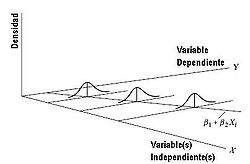 Densidad
Variable
Dependiente
Y
β₁ + β₂Xᵢ
X
Variable(s)
Independiente(s)